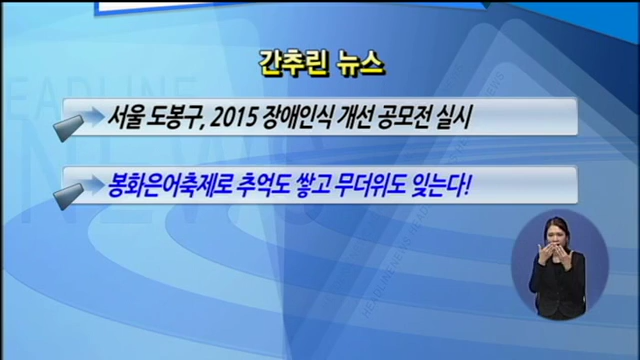 간추린 뉴스
서울 도봉구, 2015 장애인식 개선 공모전 실시
봉화은어축제로 추억도 쌓고 무더위도 잊는다!